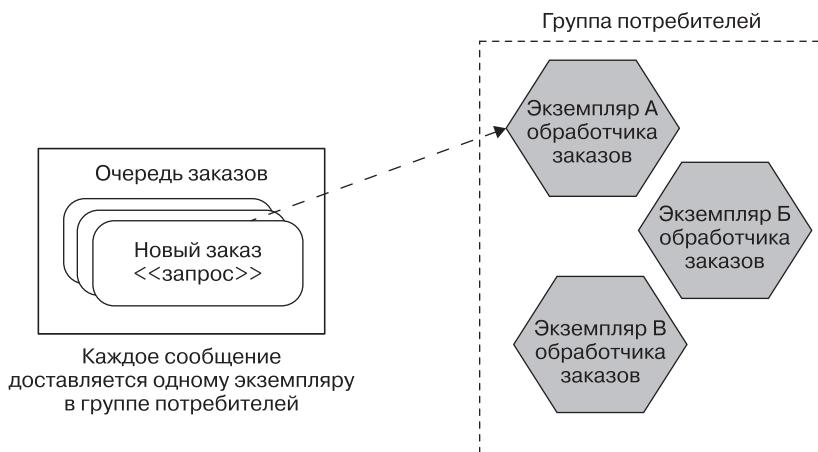 Группа потребителей
Экземпляр А
обработчика
заказов
Очередь заказов
Новый заказ
<<запрос>>
Экземпляр Б
обработчика
заказов
Экземпляр В
обработчика
заказов
Каждое сообщение
доставляется одному экземпляру
в группе потребителей